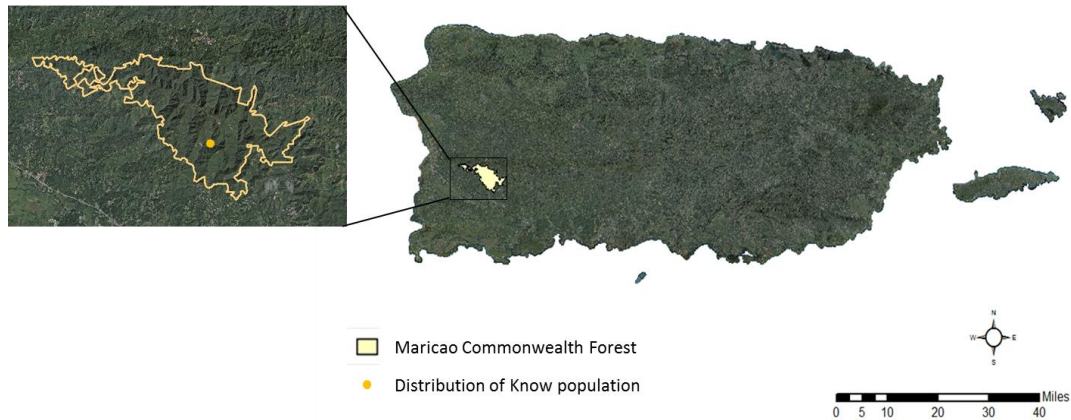 Maricao Commonwealth Forest
Distribution of Know population
N
W E
S
Miles
0 5 10 20 30 40